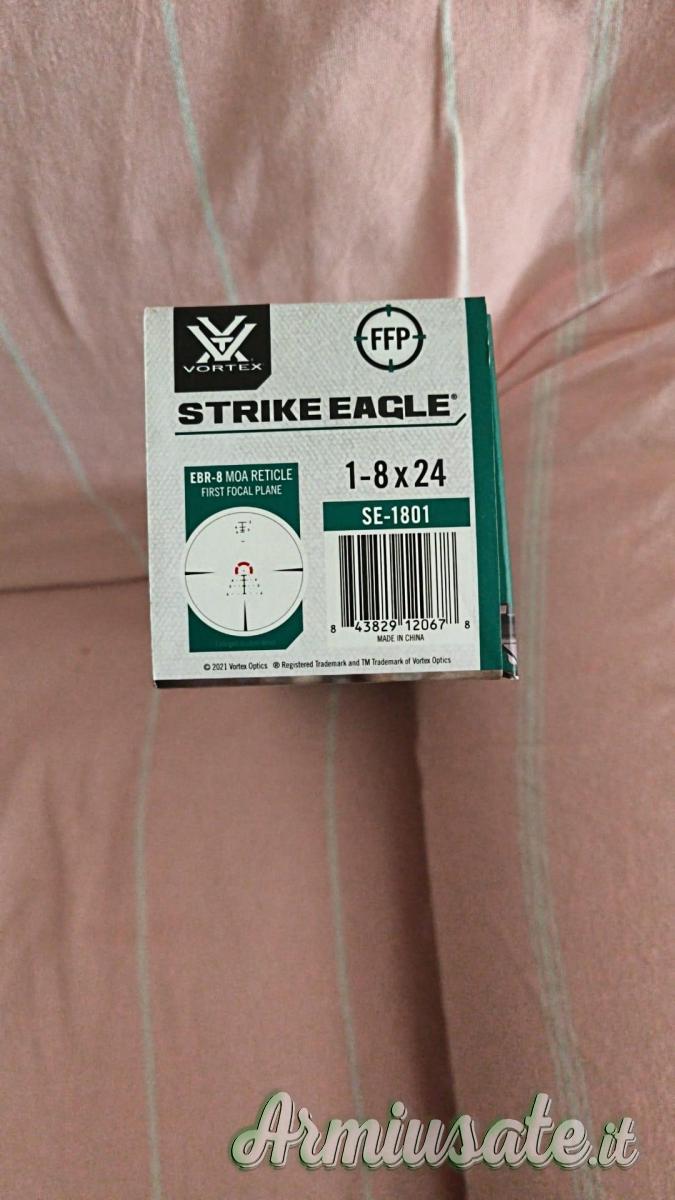 VORTEX
FFP
STRIKE EAGLE®
EBR-8 MOA RETICLE
FIRST FOCAL PLANE
1-8 x 24
SE-1801
8 43829 12067 8
MADE IN CHINA
© 2021 Vortex Optics ® Registered Trademark and TM Trademark of Vortex Optics
Armiusate.it